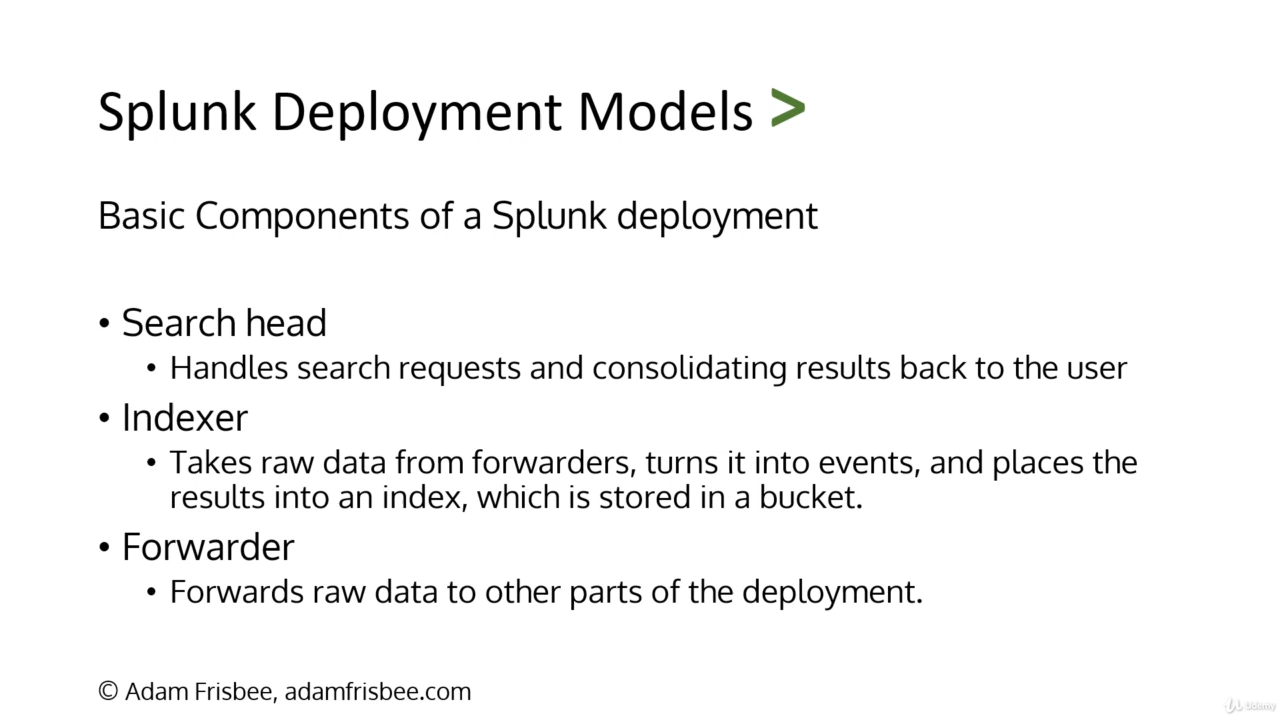 Splunk Deployment Models >
Basic Components of a Splunk deployment
• Search head
• Handles search requests and consolidating results back to the user
• Indexer
• Takes raw data from forwarders, turns it into events, and places the
results into an index, which is stored in a bucket.
• Forwarder
• Forwards raw data to other parts of the deployment.
© Adam Frisbee, adamfrisbee.com
Udemy